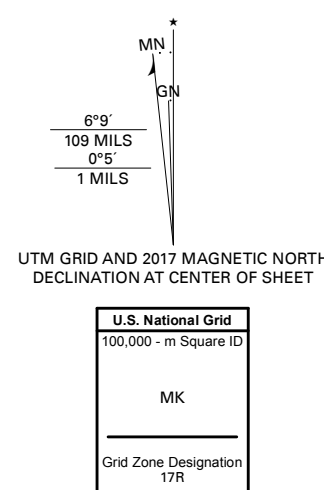 ★
MN
GN
6°9´
109 MILS
0°5´
1 MILS
UTM GRID AND 2017 MAGNETIC NORTH
DECLINATION AT CENTER OF SHEET
U.S. National Grid
100,000 - m Square ID
MK
Grid Zone Designation
17R